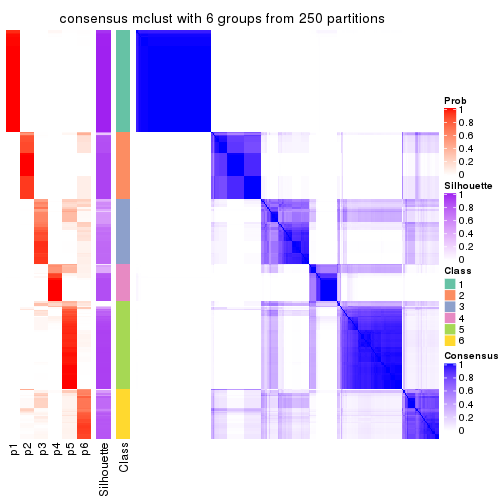 consensus mclust with 6 groups from 250 partitions
Prob
1
0.8
0.6
0.4
0.2
0
Silhouette
1
0.8
0.6
0.4
0.2
0
Class
1
2
3
4
5
6
Consensus
1
0.8
0.6
0.4
0.2
0
p1
p2
p3
p4
p5
p6
Silhouette
Class